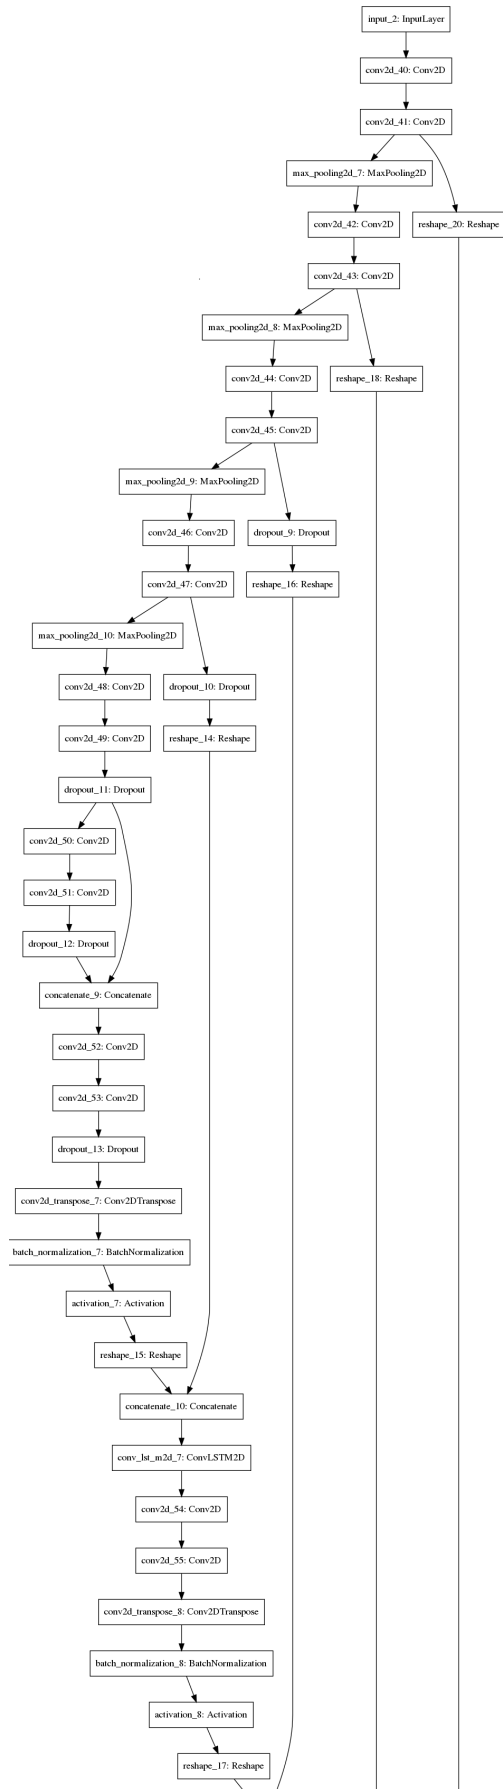 input_2: InputLayer
conv2d_40: Conv2D
conv2d_41: Conv2D
max_pooling2d_7: MaxPooling2D
conv2d_42: Conv2D
reshape_20: Reshape
conv2d_43: Conv2D
max_pooling2d_8: MaxPooling2D
conv2d_44: Conv2D
reshape_18: Reshape
conv2d_45: Conv2D
max_pooling2d_9: MaxPooling2D
conv2d_46: Conv2D
dropout_9: Dropout
conv2d_47: Conv2D
reshape_16: Reshape
max_pooling2d_10: MaxPooling2D
conv2d_48: Conv2D
dropout_10: Dropout
conv2d_49: Conv2D
reshape_14: Reshape
dropout_11: Dropout
conv2d_50: Conv2D
conv2d_51: Conv2D
dropout_12: Dropout
concatenate_9: Concatenate
conv2d_52: Conv2D
conv2d_53: Conv2D
dropout_13: Dropout
conv2d_transpose_7: Conv2DTranspose
batch_normalization_7: BatchNormalization
activation_7: Activation
reshape_15: Reshape
concatenate_10: Concatenate
conv_lst_m2d_7: ConvLSTM2D
conv2d_54: Conv2D
conv2d_55: Conv2D
conv2d_transpose_8: Conv2DTranspose
batch_normalization_8: BatchNormalization
activation_8: Activation
reshape_17: Reshape